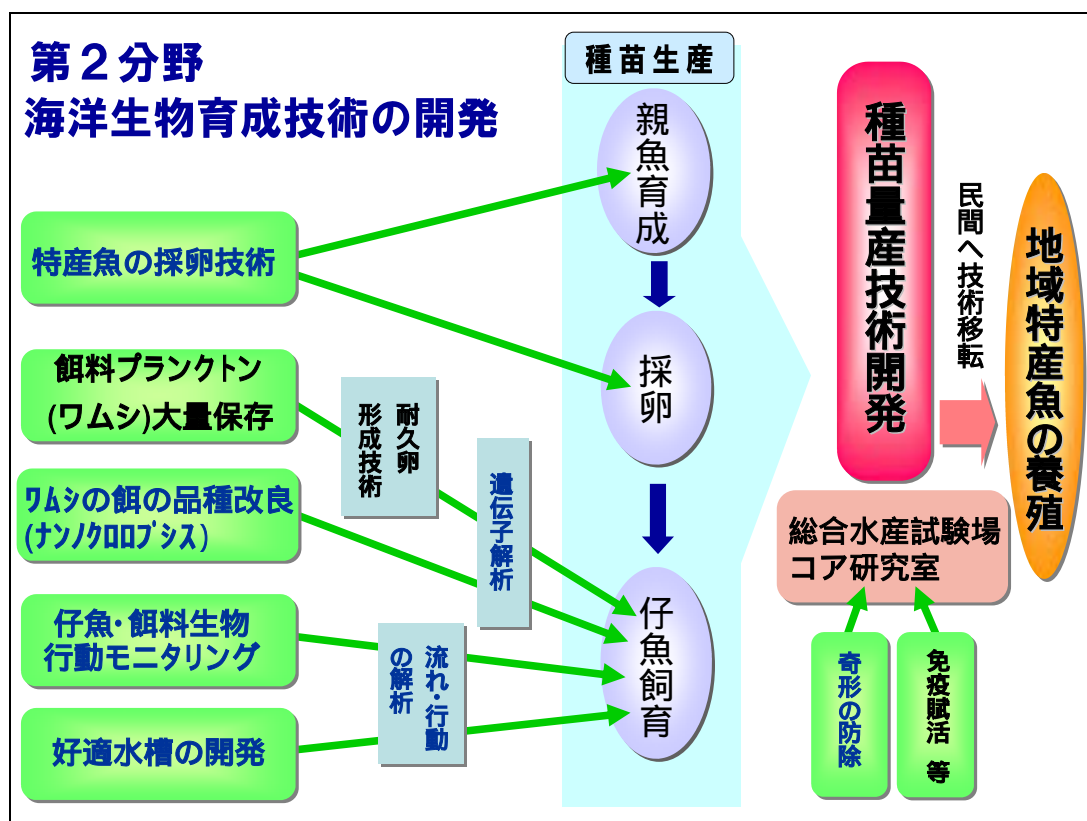 第２分野
海洋生物育成技術の開発
種苗生産
親魚育成
採卵
仔魚飼育
特産魚の採卵技術
餌料プランクトン
(ワムシ)大量保存
ﾜﾑｼの餌の品種改良
(ﾅﾝﾉｸﾛﾛﾌﾟｼｽ)
仔魚･餌料生物
行動モニタリング
好適水槽の開発
耐久卵
形成技術
遺伝子解析
流れ･行動
の解析
種苗量産技術開発
民間へ技術移転
地域特産魚の養殖
総合水産試験場
コア研究室
奇形の防除
免疫賦活 等